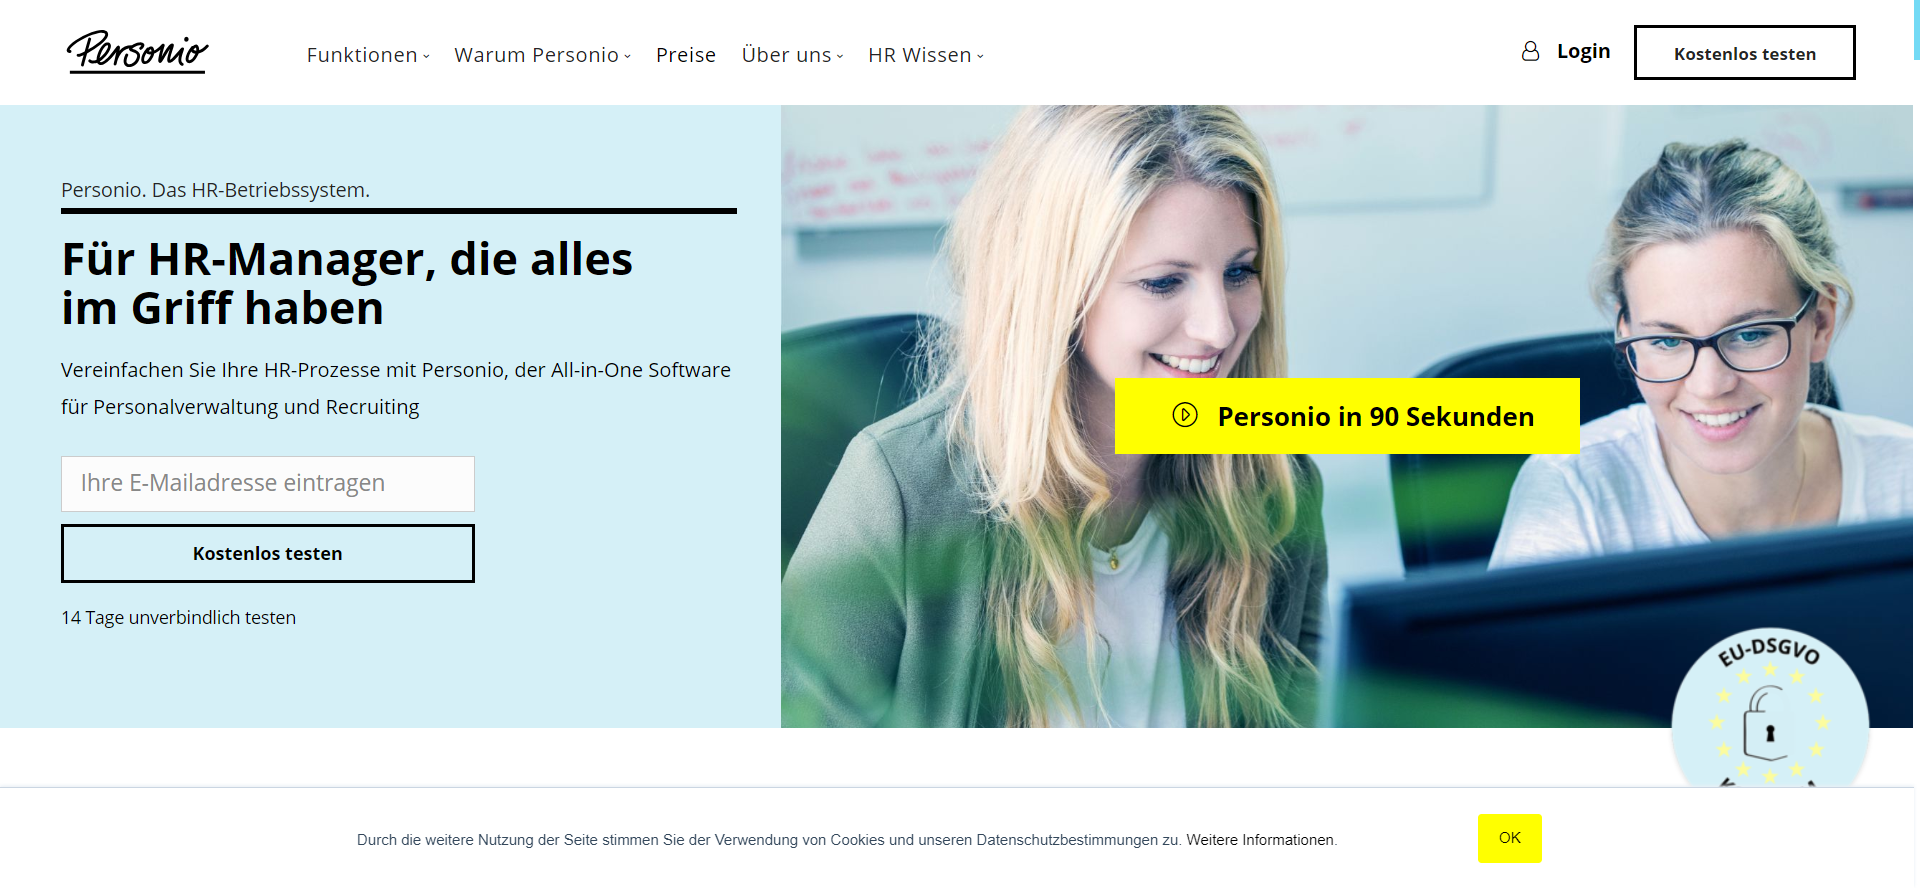 Personio
Funktionen
Warum Personio
Preise
Über uns
HR Wissen
Login
Kostenlos testen
Personio. Das HR-Betriebssystem.
Für HR-Manager, die alles
im Griff haben
Vereinfachen Sie Ihre HR-Prozesse mit Personio, der All-in-One Software
für Personalverwaltung und Recruiting
Ihre E-Mailadresse eintragen
Kostenlos testen
14 Tage unverbindlich testen
Personio in 90 Sekunden
EU-DSGVO
Durch die weitere Nutzung der Seite stimmen Sie der Verwendung von Cookies und unseren Datenschutzbestimmungen zu. Weitere Informationen.
OK